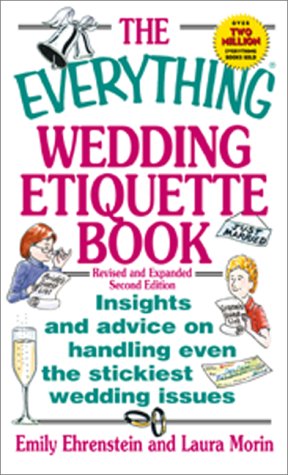 THE
EVERYTHING®
OVER
TWO
MILLION
EVERYTHING
BOOKS SOLD
WEDDING
ETIQUETTE
BOOK
JUST
MARRIED
Revised and Expanded
Second Edition
Insights
and advice on
handling even
the stickiest
wedding issues
Emily Ehrenstein and Laura Morin